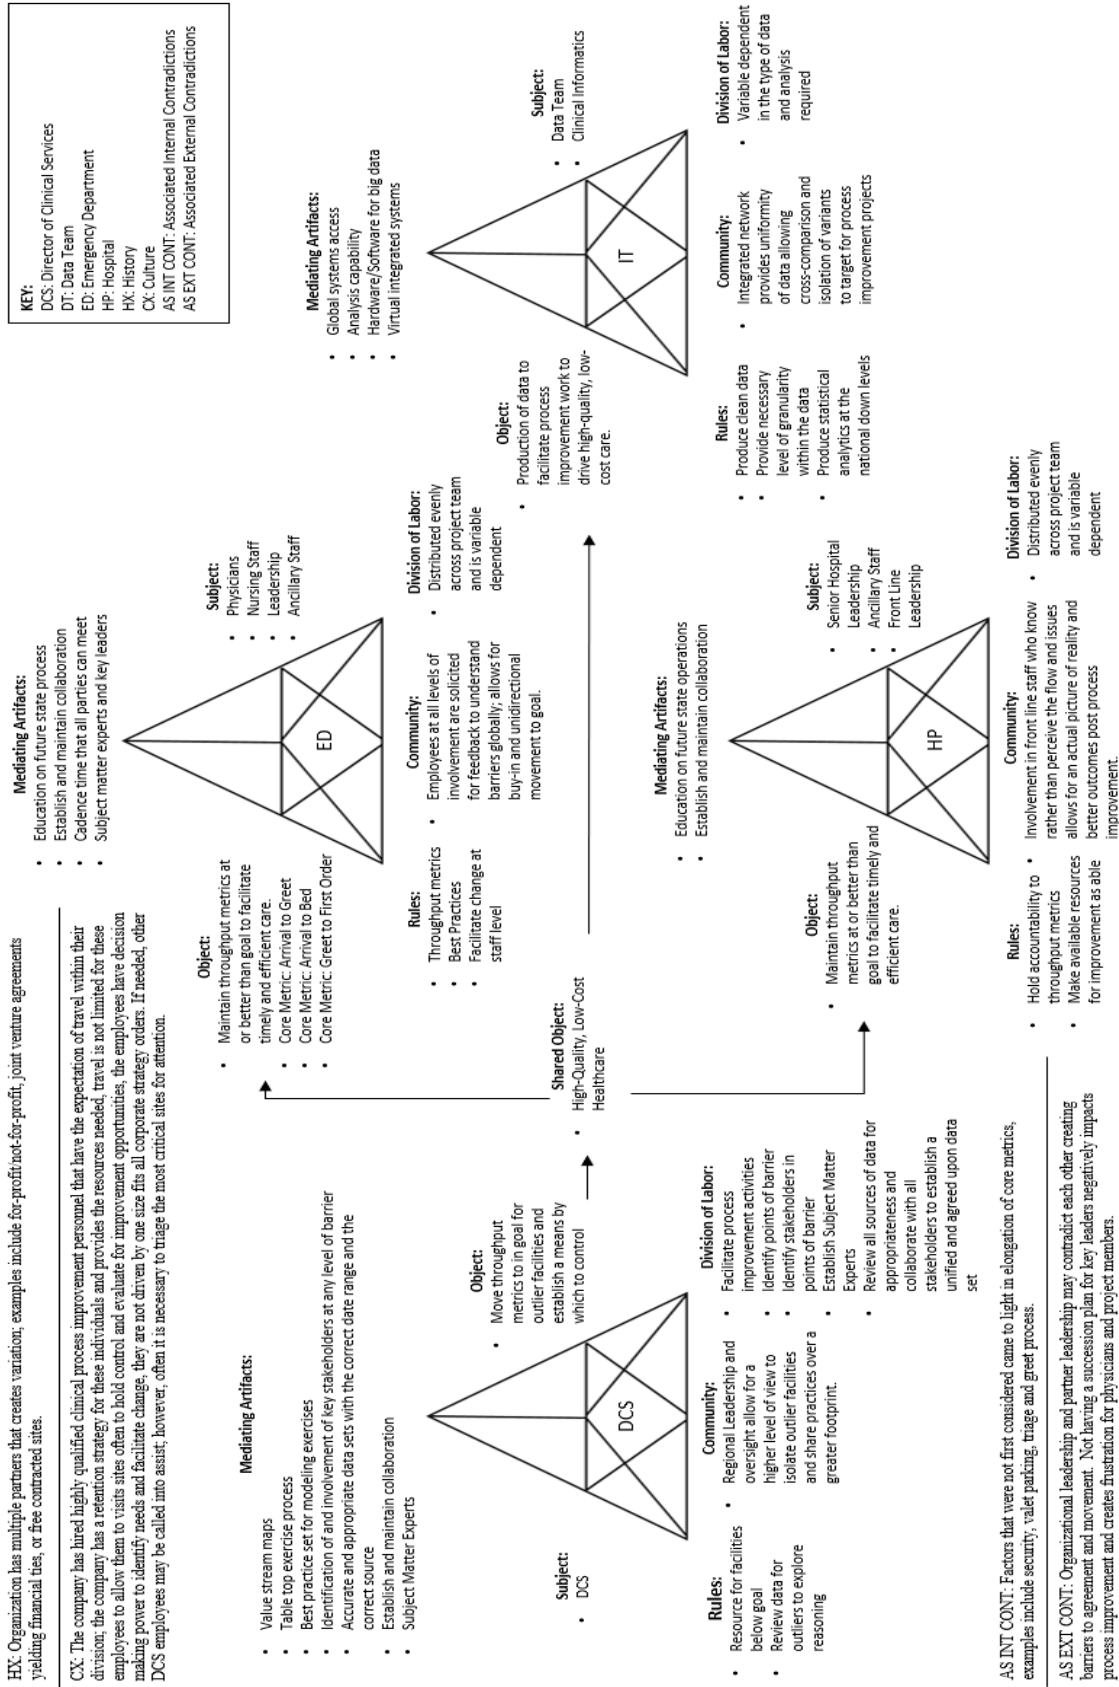 HX: Organization has multiple partners that creates variation; examples include for-profit/not-for-profit, joint venture agreements
yielding financial ties, or free contracted sites.
CX: The company has hired highly qualified clinical process improvement personnel that have the expectation of travel within their
division; the company has a retention strategy for these individuals and provides the resources needed, travel is not limited for these
employees to allow them to visits sites often to hold control and evaluate for improvement opportunities, the employees have decision
making power to identify needs and facilitate change, they are not driven by one size fits all corporate strategy orders. If needed, other
DCS employees may be called into assist; however, often it is necessary to triage the most critical sites for attention.
KEY:
DCS: Director of Clinical Services
DT: Data Team
ED: Emergency Department
HP: Hospital
HX: History
CX: Culture
AS INT CONT: Associated Internal Contradictions
AS EXT CONT: Associated External Contradictions
Mediating Artifacts:
• Education on future state process
• Establish and maintain collaboration
• Cadence time that all parties can meet
• Subject matter experts and key leaders
Object:
• Maintain throughput metrics at
or better than goal to facilitate
timely and efficient care.
• Core Metric: Arrival to Greet
• Core Metric: Arrival to Bed
• Core Metric: Greet to First Order
ED
Subject:
• Physicians
• Nursing Staff
• Leadership
• Ancillary Staff
Rules:
• Throughput metrics
• Best Practices
• Facilitate change at
staff level
Community:
• Employees at all levels of
involvement are solicited
for feedback to understand
barriers globally; allows for
buy-in and unidirectional
movement to goal.
Division of Labor:
• Distributed evenly
across project team
and is variable
dependent
Mediating Artifacts:
• Value stream maps
• Table top exercise process
• Best practice set for modeling exercises
• Identification of and involvement of key stakeholders at any level of barrier
• Accurate and appropriate data sets with the correct date range and the
correct source
• Establish and maintain collaboration
• Subject Matter Experts
Subject:
• DCS
DCS
Object:
• Move throughput
metrics to in goal for
outlier facilities and
establish a means by
which to control
Rules:
• Resource for facilities
below goal
• Review data for
outliers to explore
reasoning
Community:
• Regional Leadership and
oversight allow for a
higher level of view to
isolate outlier facilities
and share practices over a
greater footprint.
Division of Labor:
• Facilitate process
improvement activities
• Identify points of barrier
• Identify stakeholders in
points of barrier
• Establish Subject Matter
Experts
• Review all sources of data for
appropriateness and
collaborate with all
stakeholders to establish a
unified and agreed upon data
set
Shared Object:
• High-Quality, Low-Cost
Healthcare
Mediating Artifacts:
• Global systems access
• Analysis capability
• Hardware/Software for big data
• Virtual integrated systems
Object:
• Production of data to
facilitate process
improvement work to
drive high-quality, low-
cost care.
IT
Subject:
• Data Team
• Clinical Informatics
Rules:
• Produce clean data
• Provide necessary
level of granularity
within the data
• Produce statistical
analytics at the
national down levels
Community:
• Integrated network
provides uniformity
of data allowing
cross-comparison and
isolation of variants
to target for process
improvement projects
Division of Labor:
• Variable dependent
in the type of data
and analysis
required
Mediating Artifacts:
• Education on future state operations
• Establish and maintain collaboration
Object:
• Maintain throughput
metrics at or better than
goal to facilitate timely and
efficient care.
HP
Subject:
• Senior Hospital
Leadership
• Ancillary Staff
• Front Line
Leadership
Rules:
• Hold accountability to
throughput metrics
• Make available resources
for improvement as able
Community:
• Involvement in front line staff who know
rather than perceive the flow and issues
allows for an actual picture of reality and
better outcomes post process
improvement.
Division of Labor:
• Distributed evenly
across project team
and is variable
dependent
AS INT CONT: Factors that were not first considered came to light in elongation of core metrics,
examples include security, valet parking, triage and greet process.
AS EXT CONT: Organizational leadership and partner leadership may contradict each other creating
barriers to agreement and movement. Not having a succession plan for key leaders negatively impacts
process improvement and creates frustration for physicians and project members.